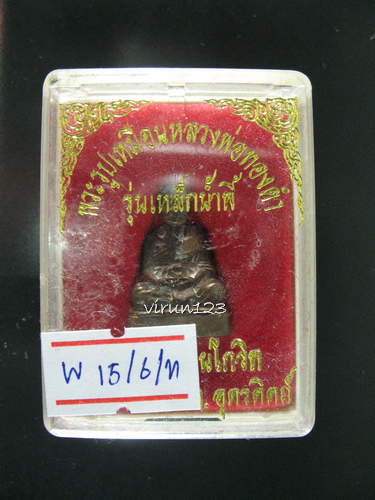 พระรูปเหมือนหลวงพ่อทองดำ
รุ่นเหล็กน้ำพี้
virun123
นโกวิท
จ. อุตรดิตถ์
พ 15/6/ท